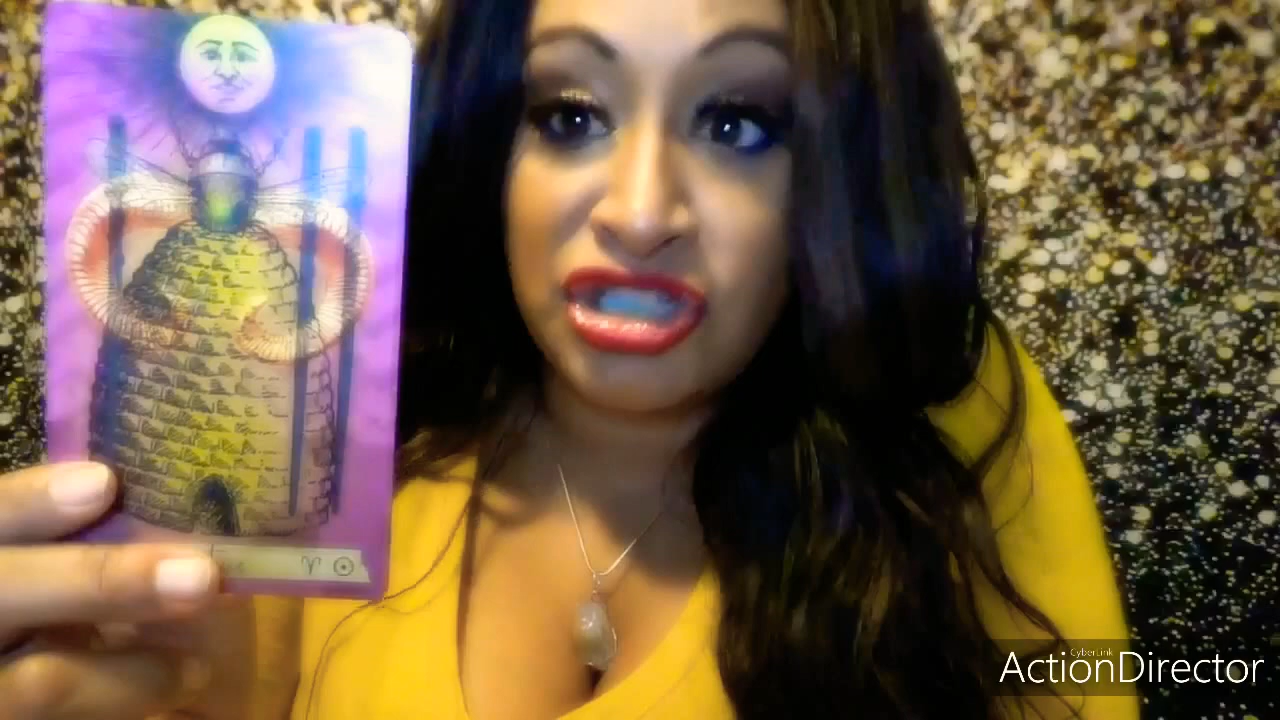 ♈︎ ☉
CyberLink
ActionDirector